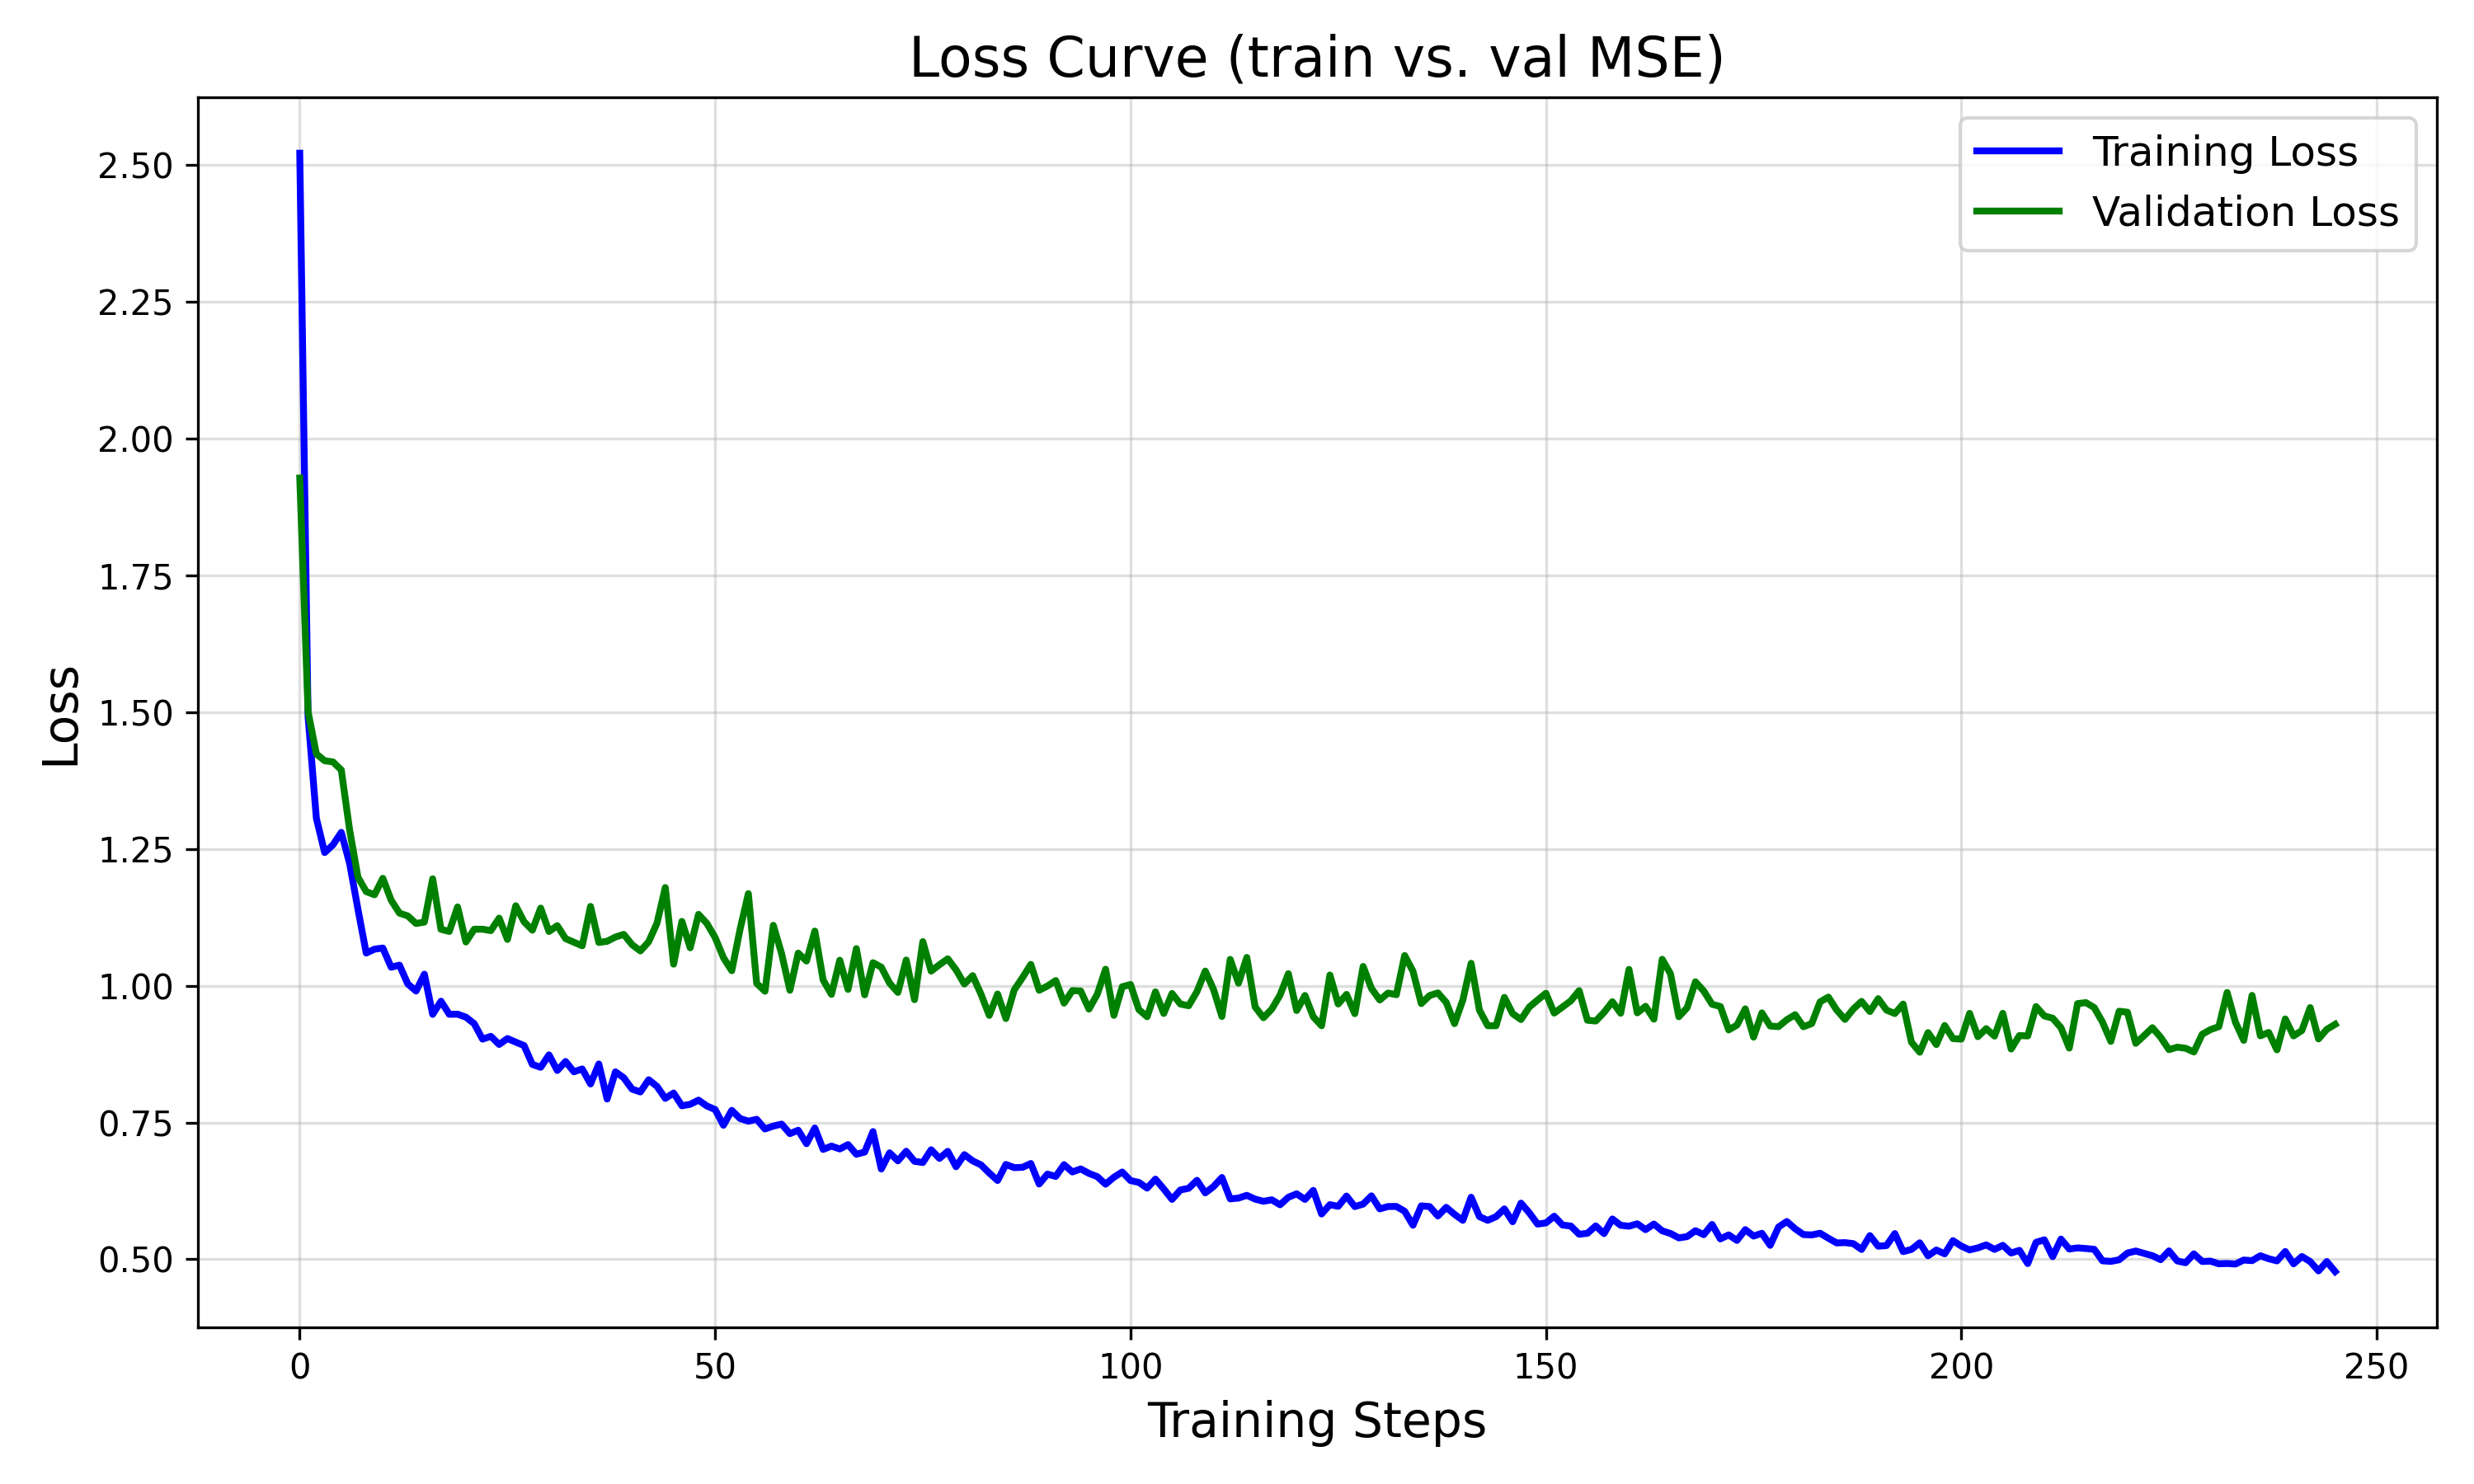 Loss Curve (train vs. val MSE)
Training Loss
Validation Loss
2.50
2.25
2.00
1.75
1.50
1.25
1.00
0.75
0.50
Loss
0 50 100 150 200 250
Training Steps